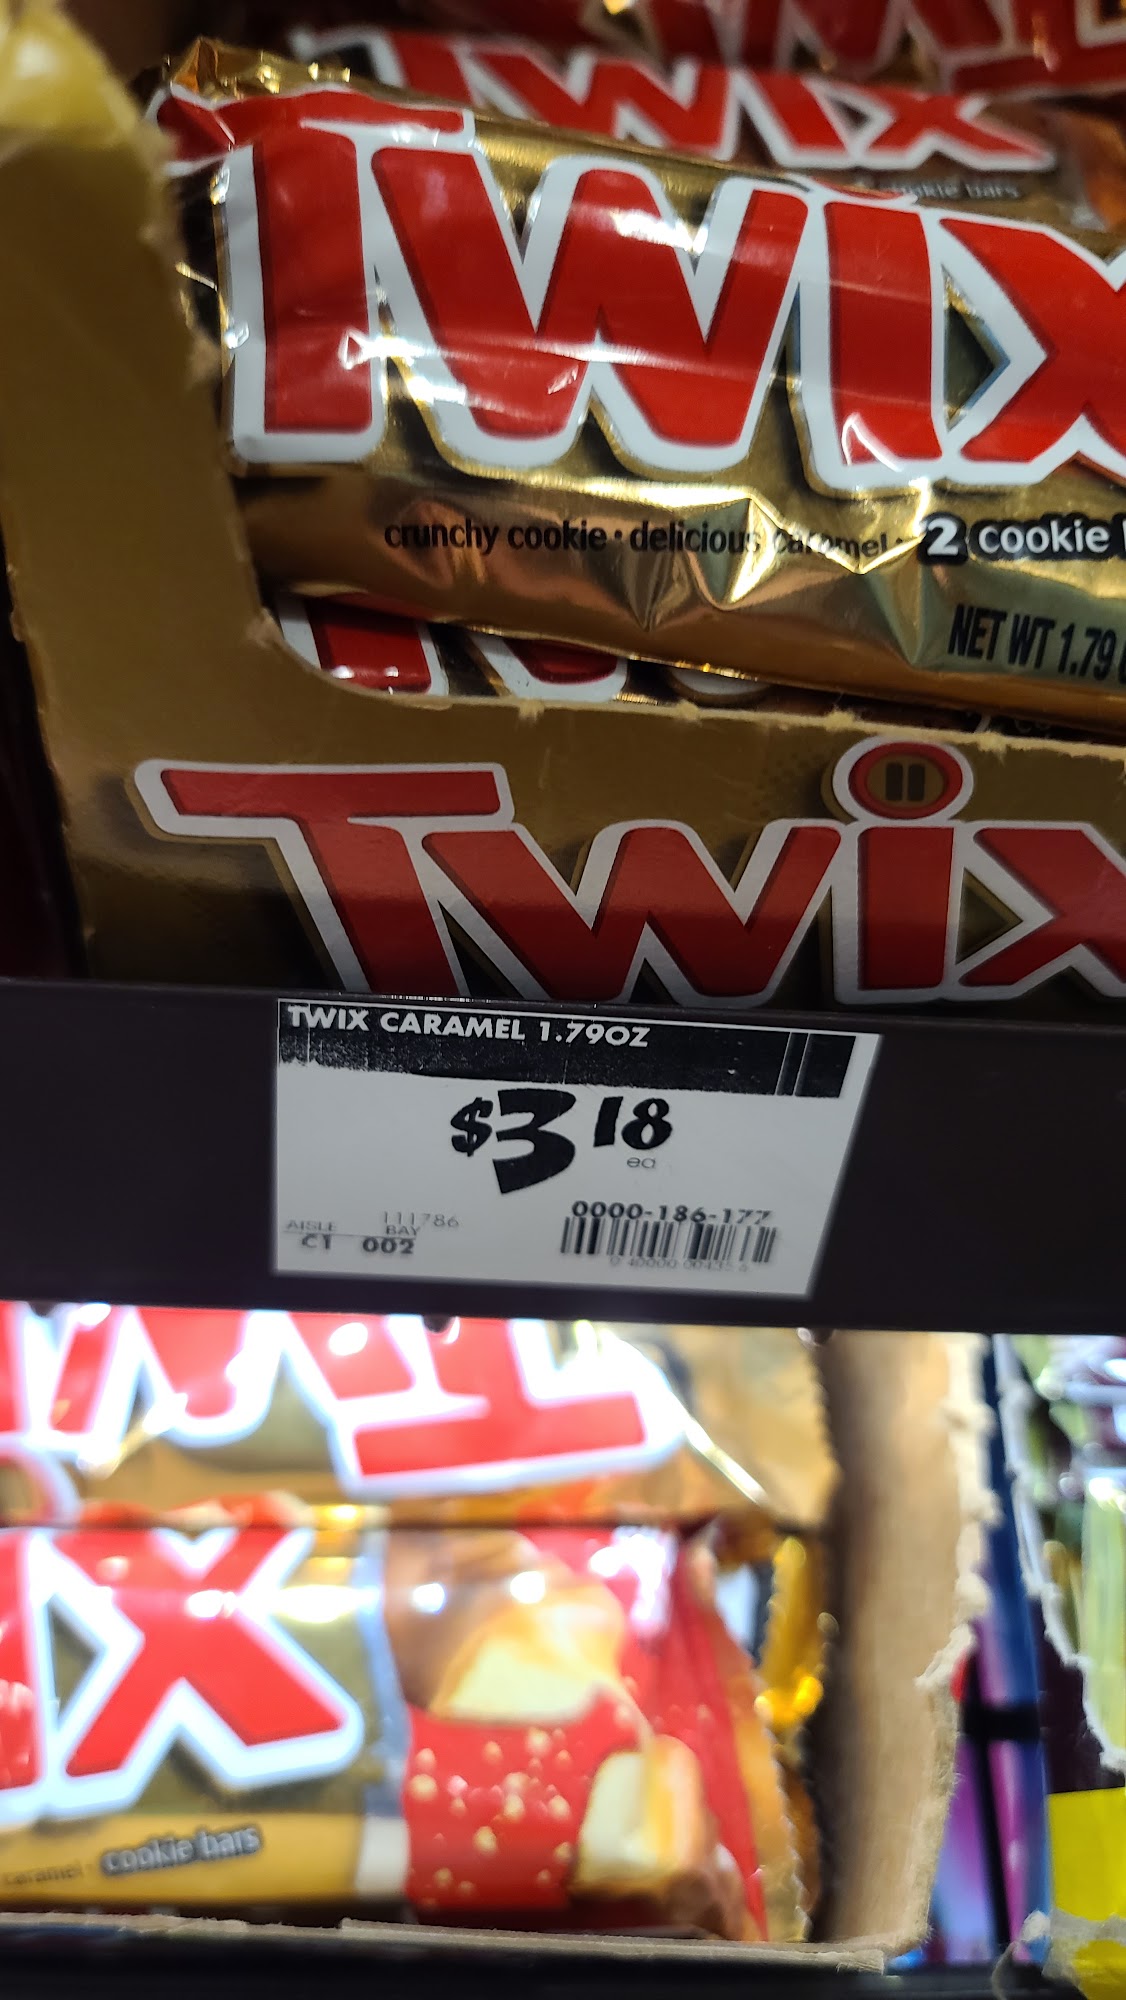 TWIX
TWIX
crunchy cookie • delicious caramel • 2 cookie
NET WT 1.79
TWIX
TWIX CARAMEL 1.79OZ
$3 18
ea
111786
AISLE BAY
C1 002
0000-186-177
TWIX
caramel • cookie bars